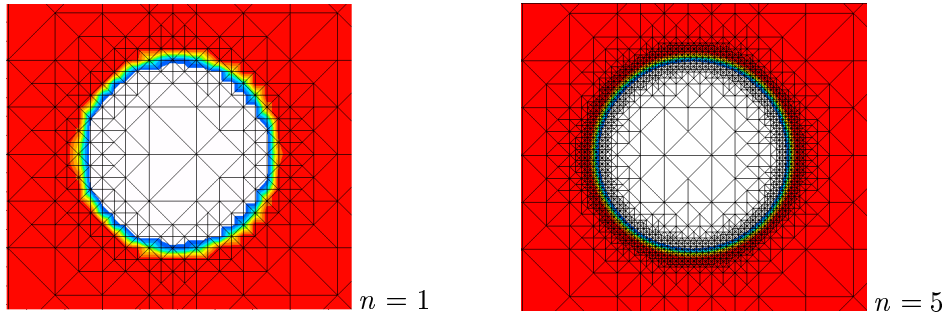 n = 1
n = 5